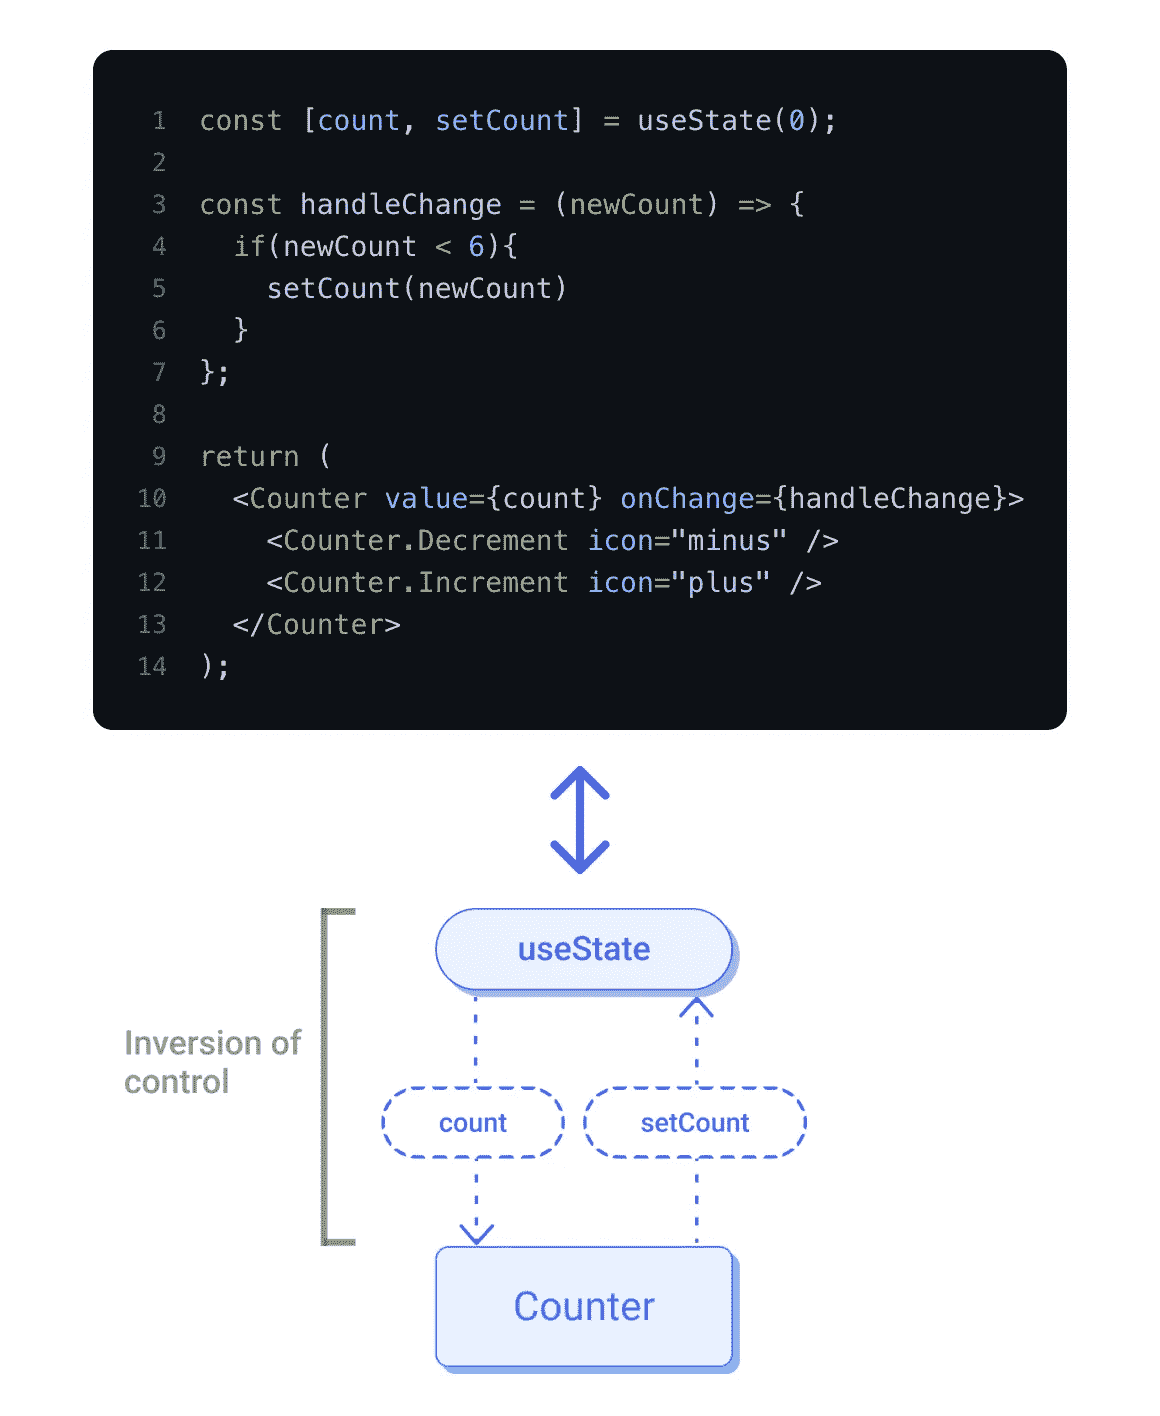 1 const [count, setCount] = useState(0);
2
3 const handleChange = (newCount) => {
4   if(newCount < 6){
5     setCount(newCount)
6   }
7 };
8
9 return (
10   <Counter value={count} onChange={handleChange}>
11     <Counter.Decrement icon="minus" />
12     <Counter.Increment icon="plus" />
13   </Counter>
14 );
useState
Inversion of
control
count
setCount
Counter